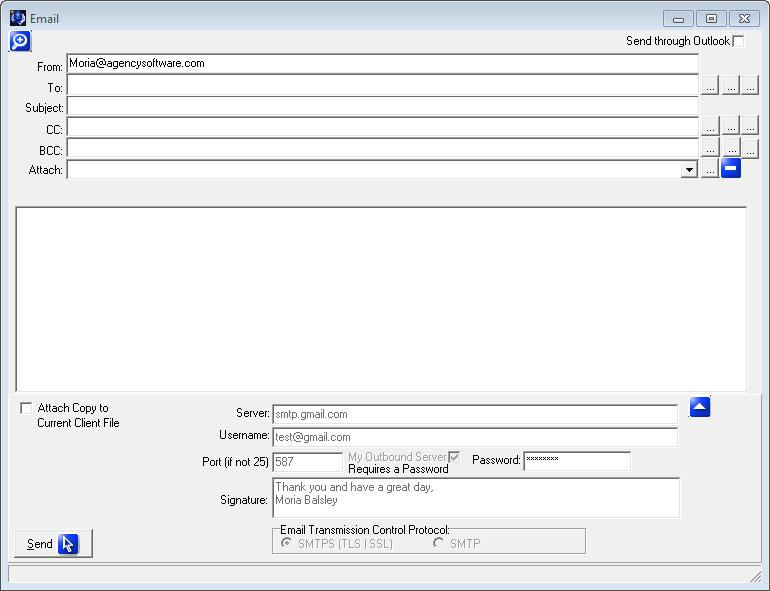 Email
Send through Outlook
From: Moria@agencysoftware.com
To: ... ... ...
Subject:
CC: ... ... ...
BCC: ... ... ...
Attach: ...
Attach Copy to
Current Client File
Server: smtp.gmail.com
Username: test@gmail.com
Port (if not 25) 587 My Outbound Server
Requires a Password
Password: ********
Signature: Thank you and have a great day,
Moria Balsley
Email Transmission Control Protocol:
SMTPS (TLS | SSL) SMTP
Send